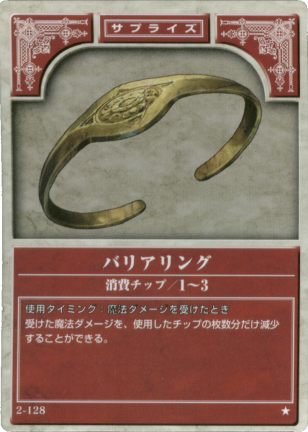 サプライズ
バリアリング
消費チップ/1～3
使用タイミング：魔法ダメージを受けたとき
受けた魔法ダメージを、使用したチップの枚数分だけ減少
することができる。
2-128 ★